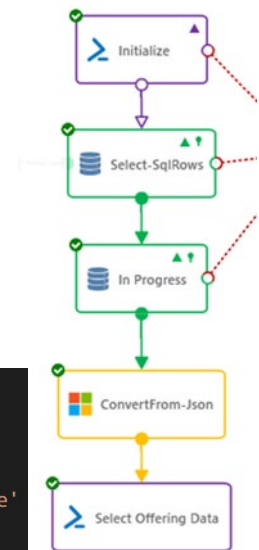 Initialize
Select-SqlRows
In Progress
ConvertFrom-Json
e'
Select Offering Data